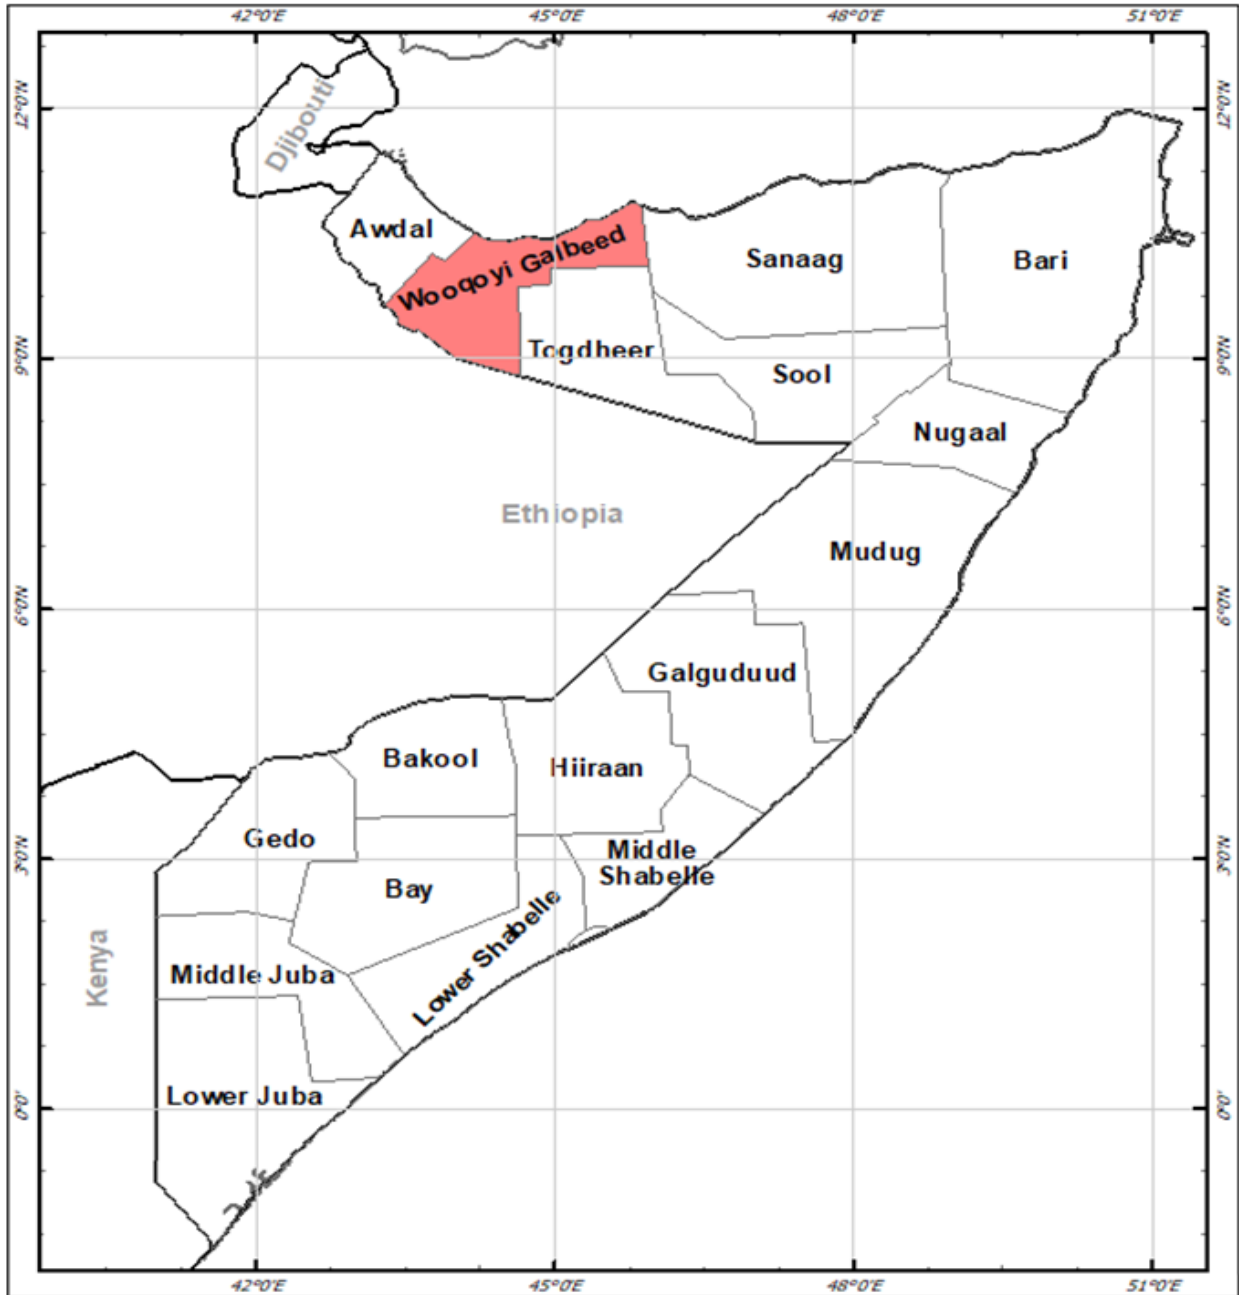 42°0'E 45°0'E 48°0'E 51°0'E
12°0'N 12°0'N
Djibouti
Awdal
Wooqoyi Galbeed
Sanaag
Bari
Togdheer
9°0'N 9°0'N
Sool
Nugaal
Ethiopia
Mudug
6°0'N 6°0'N
Galguduud
Bakool
Hiiraan
Gedo
Middle
Shabelle
3°0'N 3°0'N
Bay
Lower Shabelle
Kenya
Middle Juba
Lower Juba
0°0' 0°0'
42°0'E 45°0'E 48°0'E 51°0'E